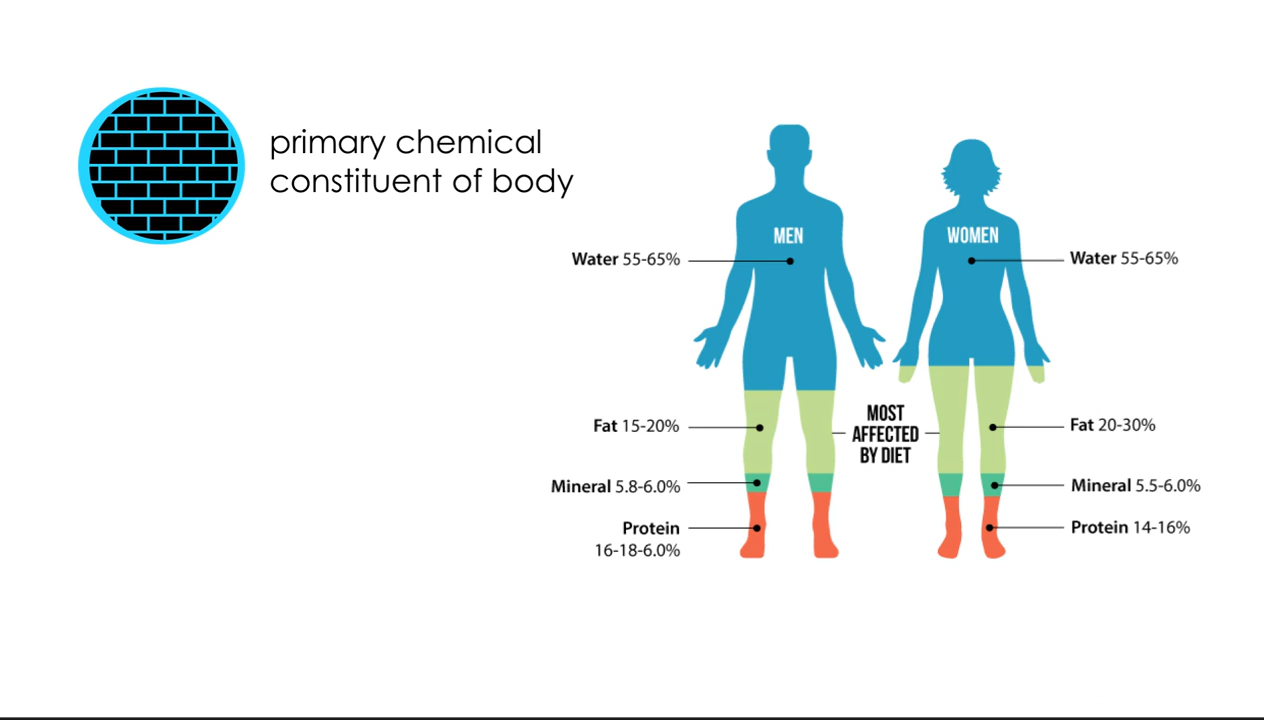 primary chemical
constituent of body
MEN
WOMEN
Water 55-65%
Water 55-65%
Fat 15-20%
MOST
AFFECTED
BY DIET
Fat 20-30%
Mineral 5.8-6.0%
Mineral 5.5-6.0%
Protein
16-18-6.0%
Protein 14-16%